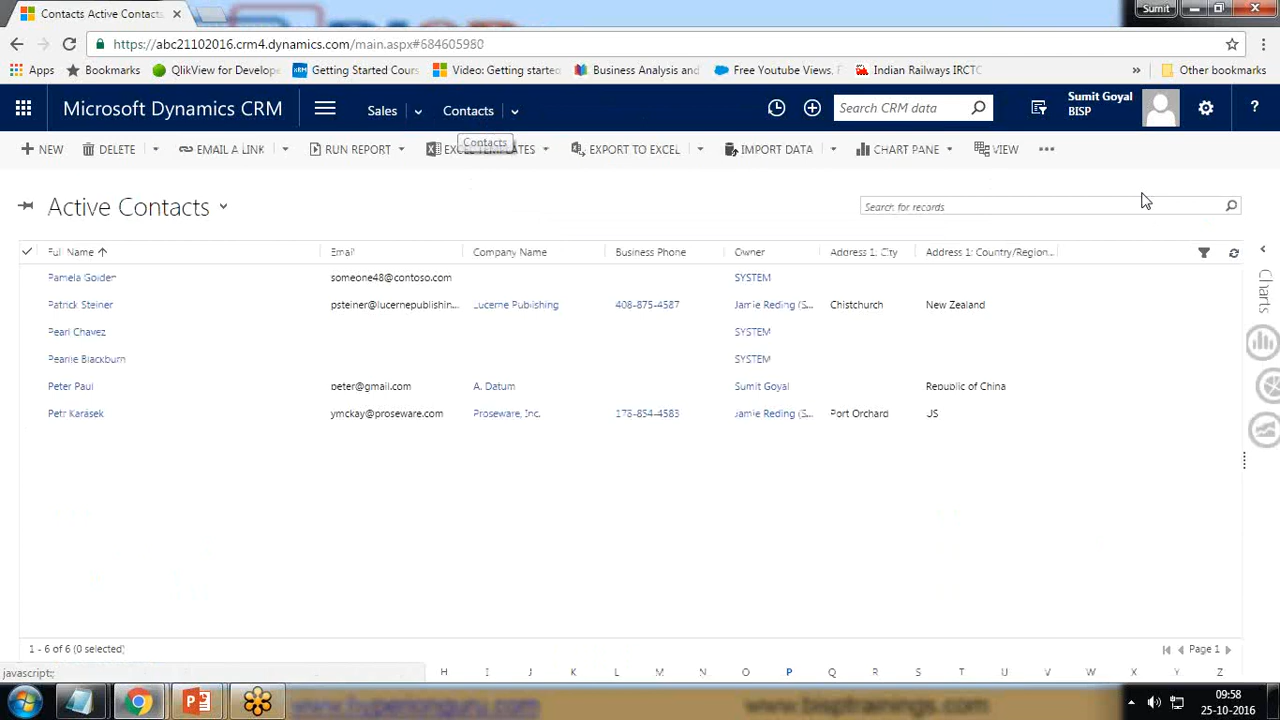 Contacts Active Contacts
Sumit
https://abc21102016.crm4.dynamics.com/main.aspx#684605980
Apps Bookmarks QlikView for Develope Getting Started Cours Video: Getting starte Business Analysis and Free Youtube Views. Indian Railways IRCTC » Other bookmarks
Microsoft Dynamics CRM Sales Contacts Search CRM data Sumit Goyal
BISP
?
Contacts
NEW DELETE EMAIL A LINK RUN REPORT EXCEL TEMPLATES EXPORT TO EXCEL IMPORT DATA CHART PANE VIEW
Active Contacts Search for records
Full Name Email Company Name Business Phone Owner Address 1: City Address 1: Country/Region...
Pamela Golden someone48@contoso.com SYSTEM
Patrick Steiner psteiner@lucernepublishin... Lucerne Publishing 408-875-4587 Jamie Reding (S... Chistchurch New Zealand
Pearl Chavez SYSTEM
Pearlie Blackburn SYSTEM
Peter Paul peter@gmail.com A. Datum Sumit Goyal Republic of China
Petr Karasek ymckay@proseware.com Proseware, Inc. 178-854-4583 Jamie Reding (S... Port Orchard US
Charts
1 - 6 of 6 (0 selected) Page 1
javascript:; H I J K L M N O P Q R S T U V W X Y Z
www.bisptrainings.com
09:58
25-10-2016